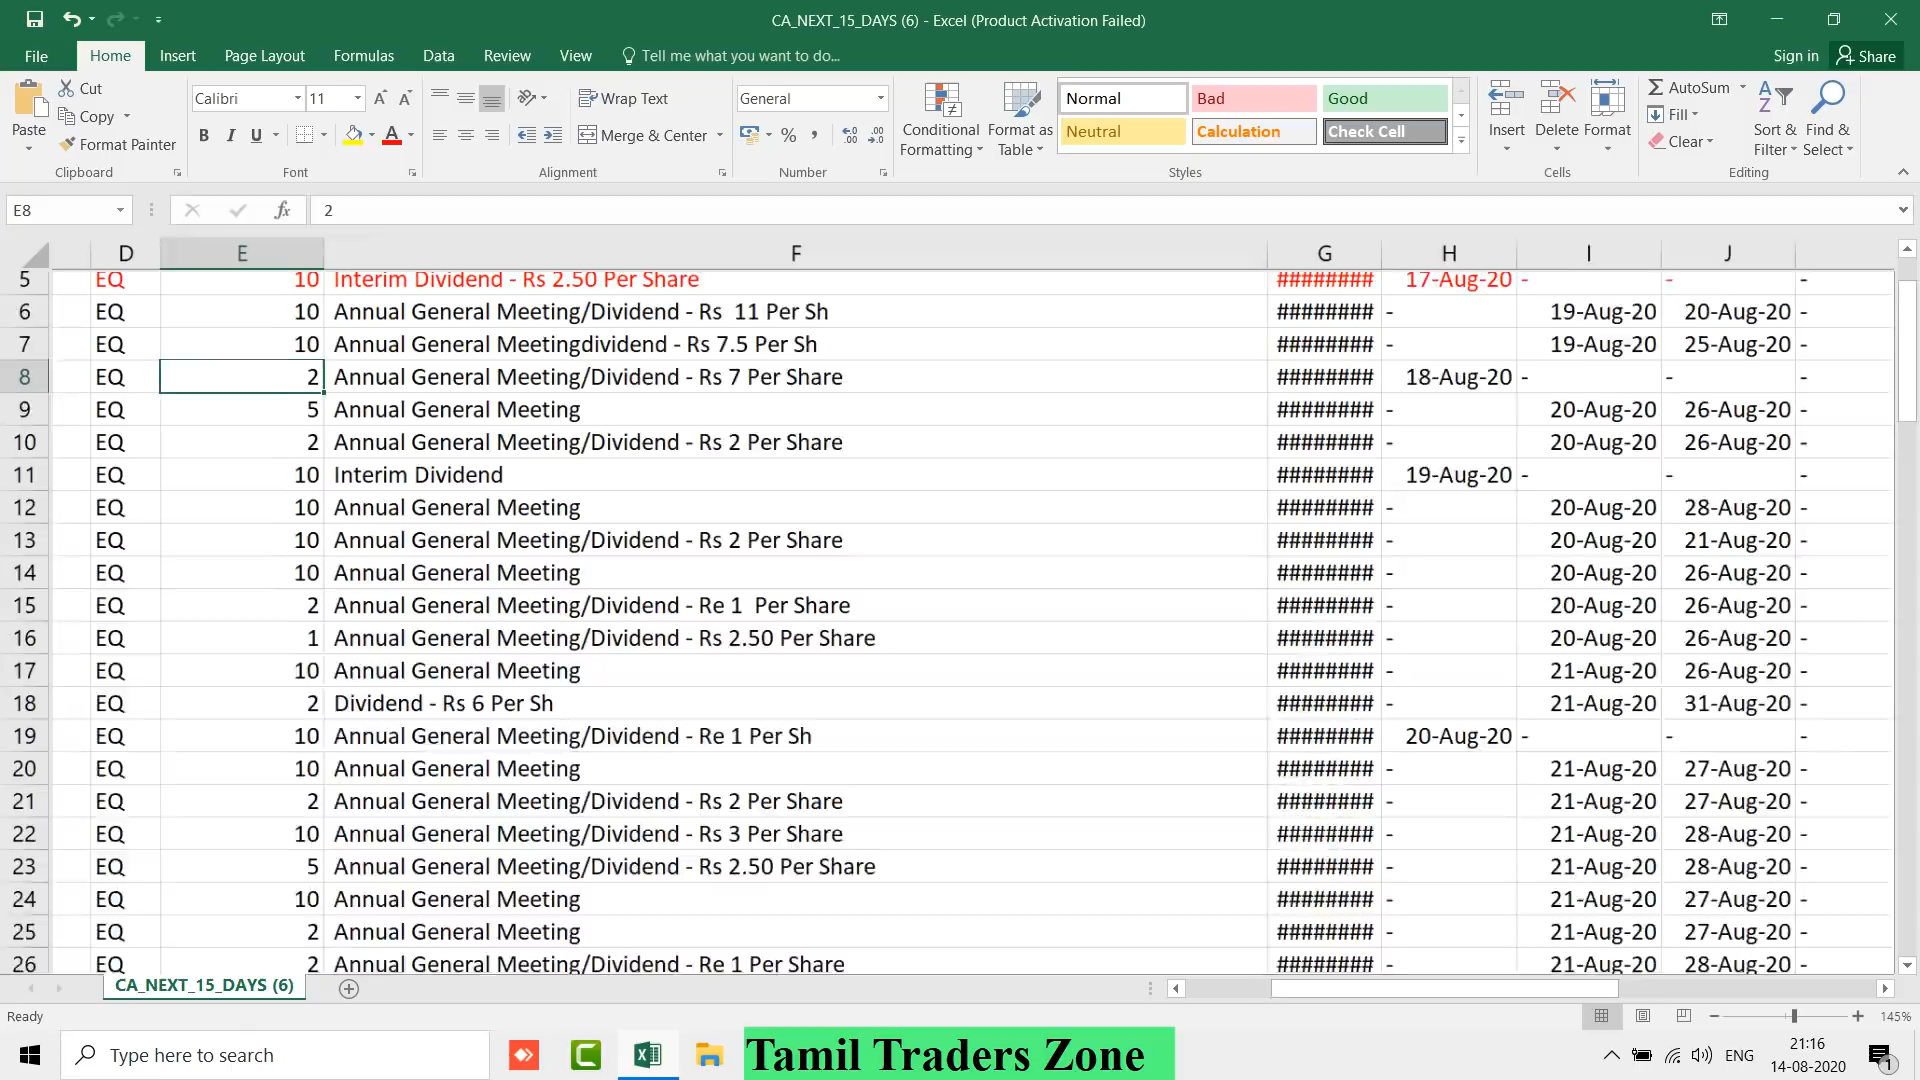 CA_NEXT_15_DAYS (6) - Excel (Product Activation Failed)
File Home Insert Page Layout Formulas Data Review View Tell me what you want to do... Sign in Share
Paste Cut Copy Format Painter Clipboard
Calibri 11 B I U A Font
Wrap Text Merge & Center Alignment
General % Number
Conditional Formatting Format as Table
Normal Bad Good
Neutral Calculation Check Cell
Styles
Insert Delete Format Cells
AutoSum Fill Clear Sort & Filter Find & Select Editing
E8 fx 2
D E F G H I J
5 EQ 10 Interim Dividend - Rs 2.50 Per Share ######## 17-Aug-20 - - -
6 EQ 10 Annual General Meeting/Dividend - Rs  11 Per Sh ######## - 19-Aug-20 20-Aug-20 -
7 EQ 10 Annual General Meetingdividend - Rs 7.5 Per Sh ######## - 19-Aug-20 25-Aug-20 -
8 EQ 2 Annual General Meeting/Dividend - Rs 7 Per Share ######## 18-Aug-20 - - -
9 EQ 5 Annual General Meeting ######## - 20-Aug-20 26-Aug-20 -
10 EQ 2 Annual General Meeting/Dividend - Rs 2 Per Share ######## - 20-Aug-20 26-Aug-20 -
11 EQ 10 Interim Dividend ######## 19-Aug-20 - - -
12 EQ 10 Annual General Meeting ######## - 20-Aug-20 28-Aug-20 -
13 EQ 10 Annual General Meeting/Dividend - Rs 2 Per Share ######## - 20-Aug-20 21-Aug-20 -
14 EQ 10 Annual General Meeting ######## - 20-Aug-20 26-Aug-20 -
15 EQ 2 Annual General Meeting/Dividend - Re 1  Per Share ######## - 20-Aug-20 26-Aug-20 -
16 EQ 1 Annual General Meeting/Dividend - Rs 2.50 Per Share ######## - 20-Aug-20 26-Aug-20 -
17 EQ 10 Annual General Meeting ######## - 21-Aug-20 26-Aug-20 -
18 EQ 2 Dividend - Rs 6 Per Sh ######## - 21-Aug-20 31-Aug-20 -
19 EQ 10 Annual General Meeting/Dividend - Re 1 Per Sh ######## 20-Aug-20 - - -
20 EQ 10 Annual General Meeting ######## - 21-Aug-20 27-Aug-20 -
21 EQ 2 Annual General Meeting/Dividend - Rs 2 Per Share ######## - 21-Aug-20 27-Aug-20 -
22 EQ 10 Annual General Meeting/Dividend - Rs 3 Per Share ######## - 21-Aug-20 28-Aug-20 -
23 EQ 5 Annual General Meeting/Dividend - Rs 2.50 Per Share ######## - 21-Aug-20 28-Aug-20 -
24 EQ 10 Annual General Meeting ######## - 21-Aug-20 27-Aug-20 -
25 EQ 2 Annual General Meeting ######## - 21-Aug-20 27-Aug-20 -
26 EQ 2 Annual General Meeting/Dividend - Re 1 Per Share ######## - 21-Aug-20 28-Aug-20 -
CA_NEXT_15_DAYS (6)
Ready 145%
Type here to search Tamil Traders Zone ENG 21:16
14-08-2020 1